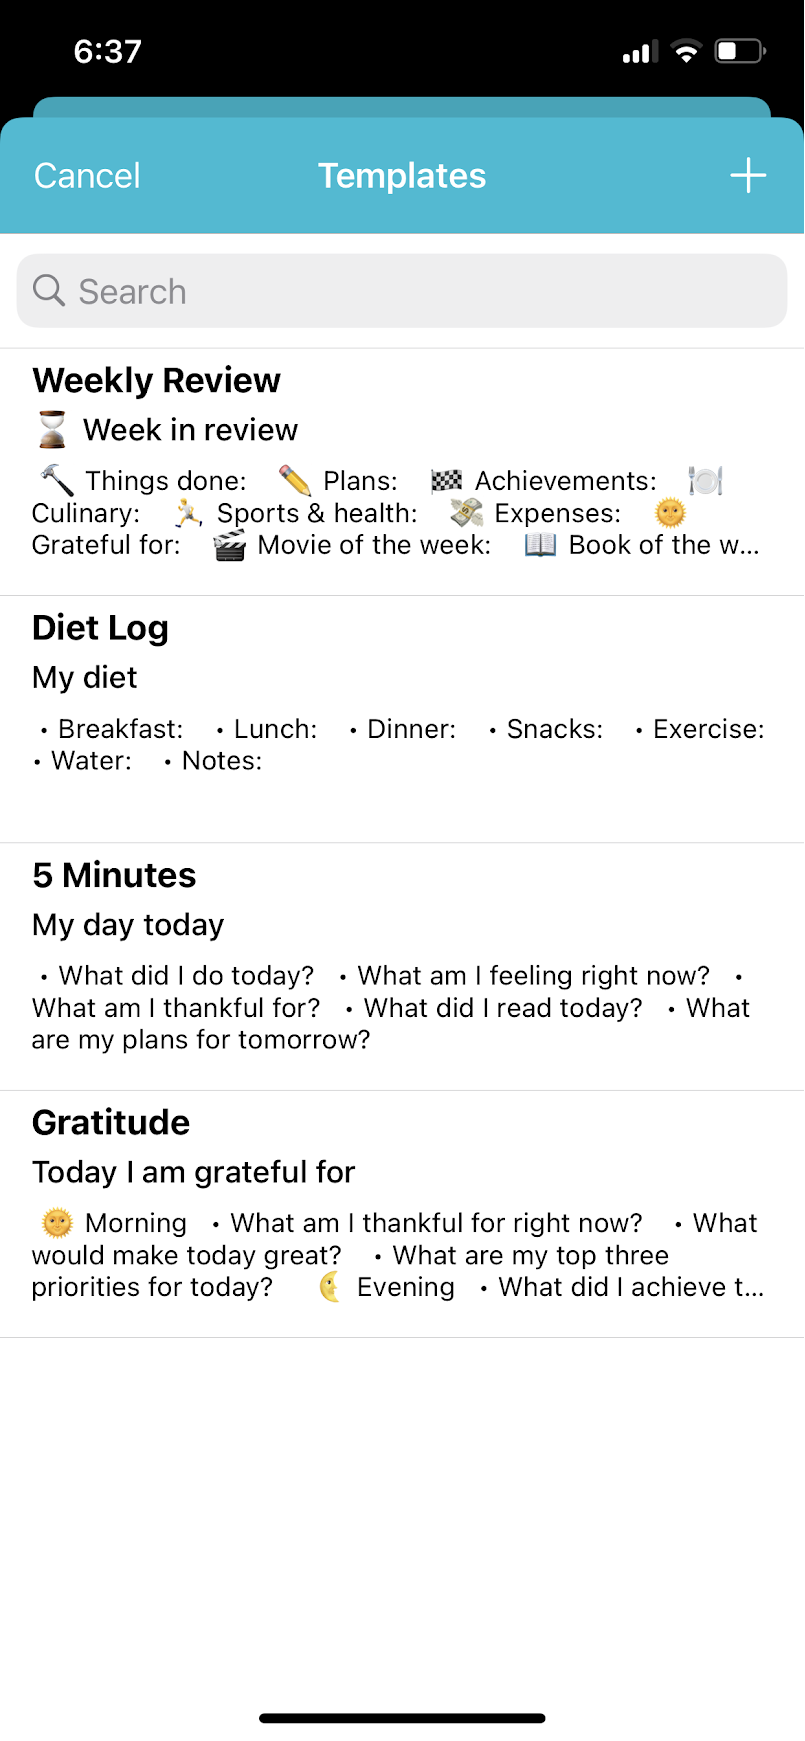 6:37
Cancel Templates
Search
Weekly Review
⌛ Week in review
🔨 Things done: ✏️ Plans: 🏁 Achievements: 🍽️
Culinary: 🏃 Sports & health: 💸 Expenses: 🌞
Grateful for: 🎬 Movie of the week: 📖 Book of the w...
Diet Log
My diet
• Breakfast: • Lunch: • Dinner: • Snacks: • Exercise:
• Water: • Notes:
5 Minutes
My day today
• What did I do today? • What am I feeling right now? •
What am I thankful for? • What did I read today? • What
are my plans for tomorrow?
Gratitude
Today I am grateful for
🌞 Morning • What am I thankful for right now? • What
would make today great? • What are my top three
priorities for today? 🌛 Evening • What did I achieve t...